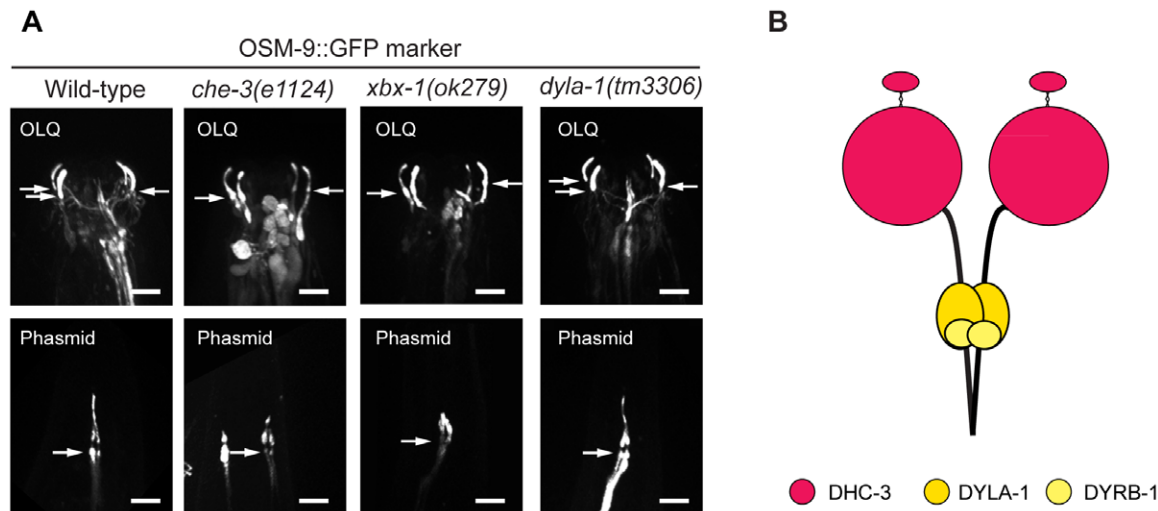 A
OSM-9::GFP marker
Wild-type che-3(e1124) xbx-1(ok279) dyla-1(tm3306)
OLQ OLQ OLQ OLQ
Phasmid Phasmid Phasmid Phasmid
B
DHC-3 DYLA-1 DYRB-1